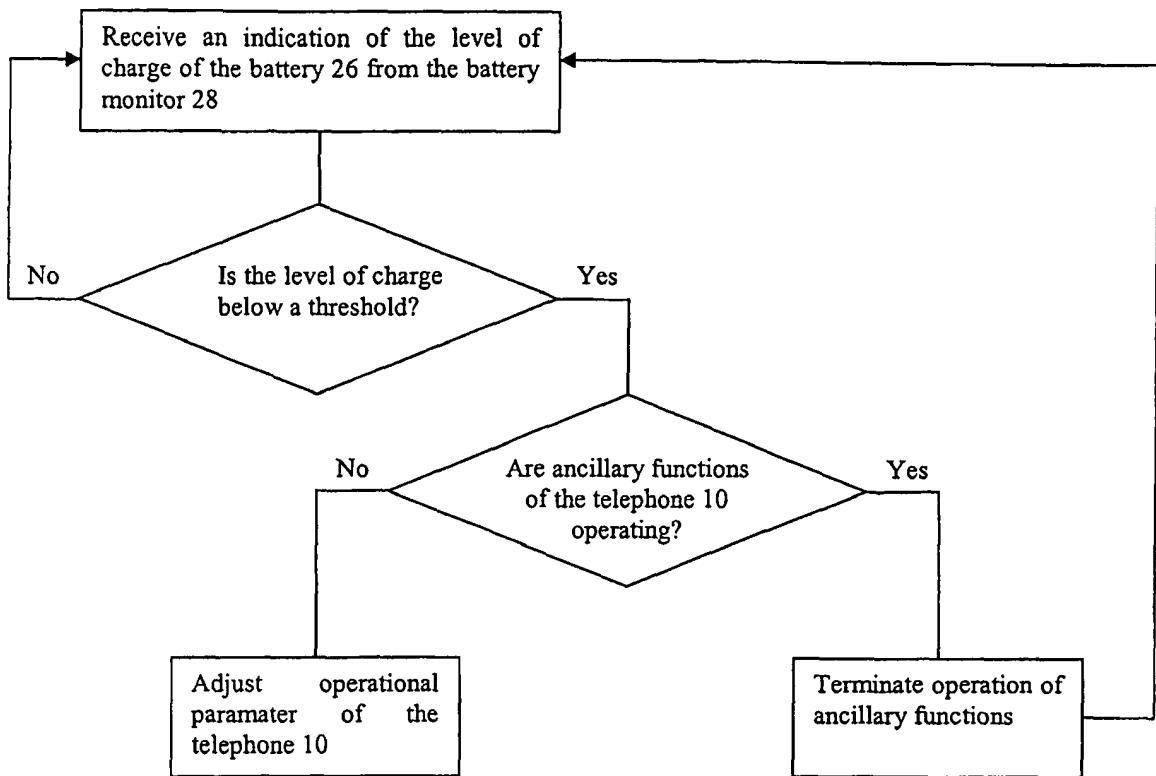 Receive an indication of the level of
charge of the battery 26 from the battery
monitor 28
No
Is the level of charge
below a threshold?
Yes
No
Are ancillary functions
of the telephone 10
operating?
Yes
Adjust operational
paramater of the
telephone 10
Terminate operation of
ancillary functions